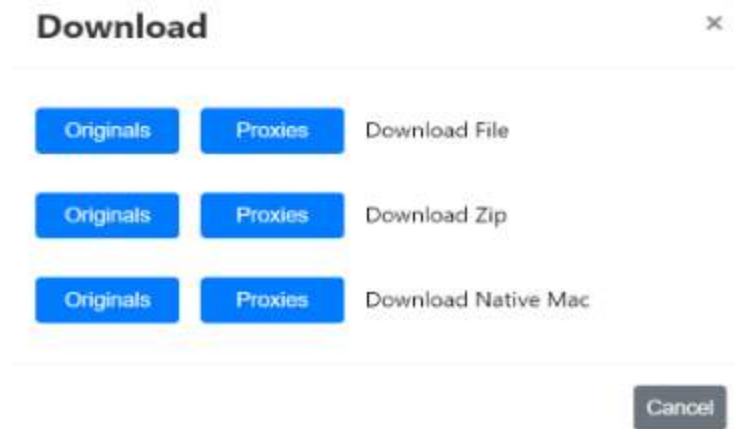 Download ×
Originals Proxies Download File
Originals Proxies Download Zip
Originals Proxies Download Native Mac
Cancel